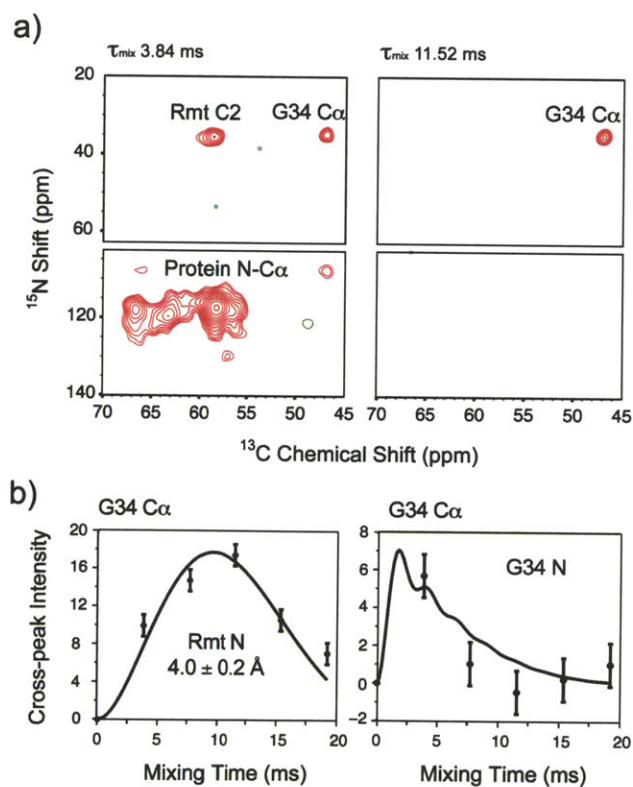 a)
τmix 3.84 ms
τmix 11.52 ms
20
30
40
50
60
Rmt C2
G34 Cα
G34 Cα
100
120
140
Protein N-Cα
15N Shift (ppm)
70 65 60 55 50 45
70 65 60 55 50 45
13C Chemical Shift (ppm)
b)
G34 Cα
G34 Cα
20
16
12
8
4
0
Rmt N
4.0 ± 0.2 Å
8
6
4
2
0
−2
G34 N
Cross-peak Intensity
0 5 10 15 20
0 5 10 15 20
Mixing Time (ms)
Mixing Time (ms)